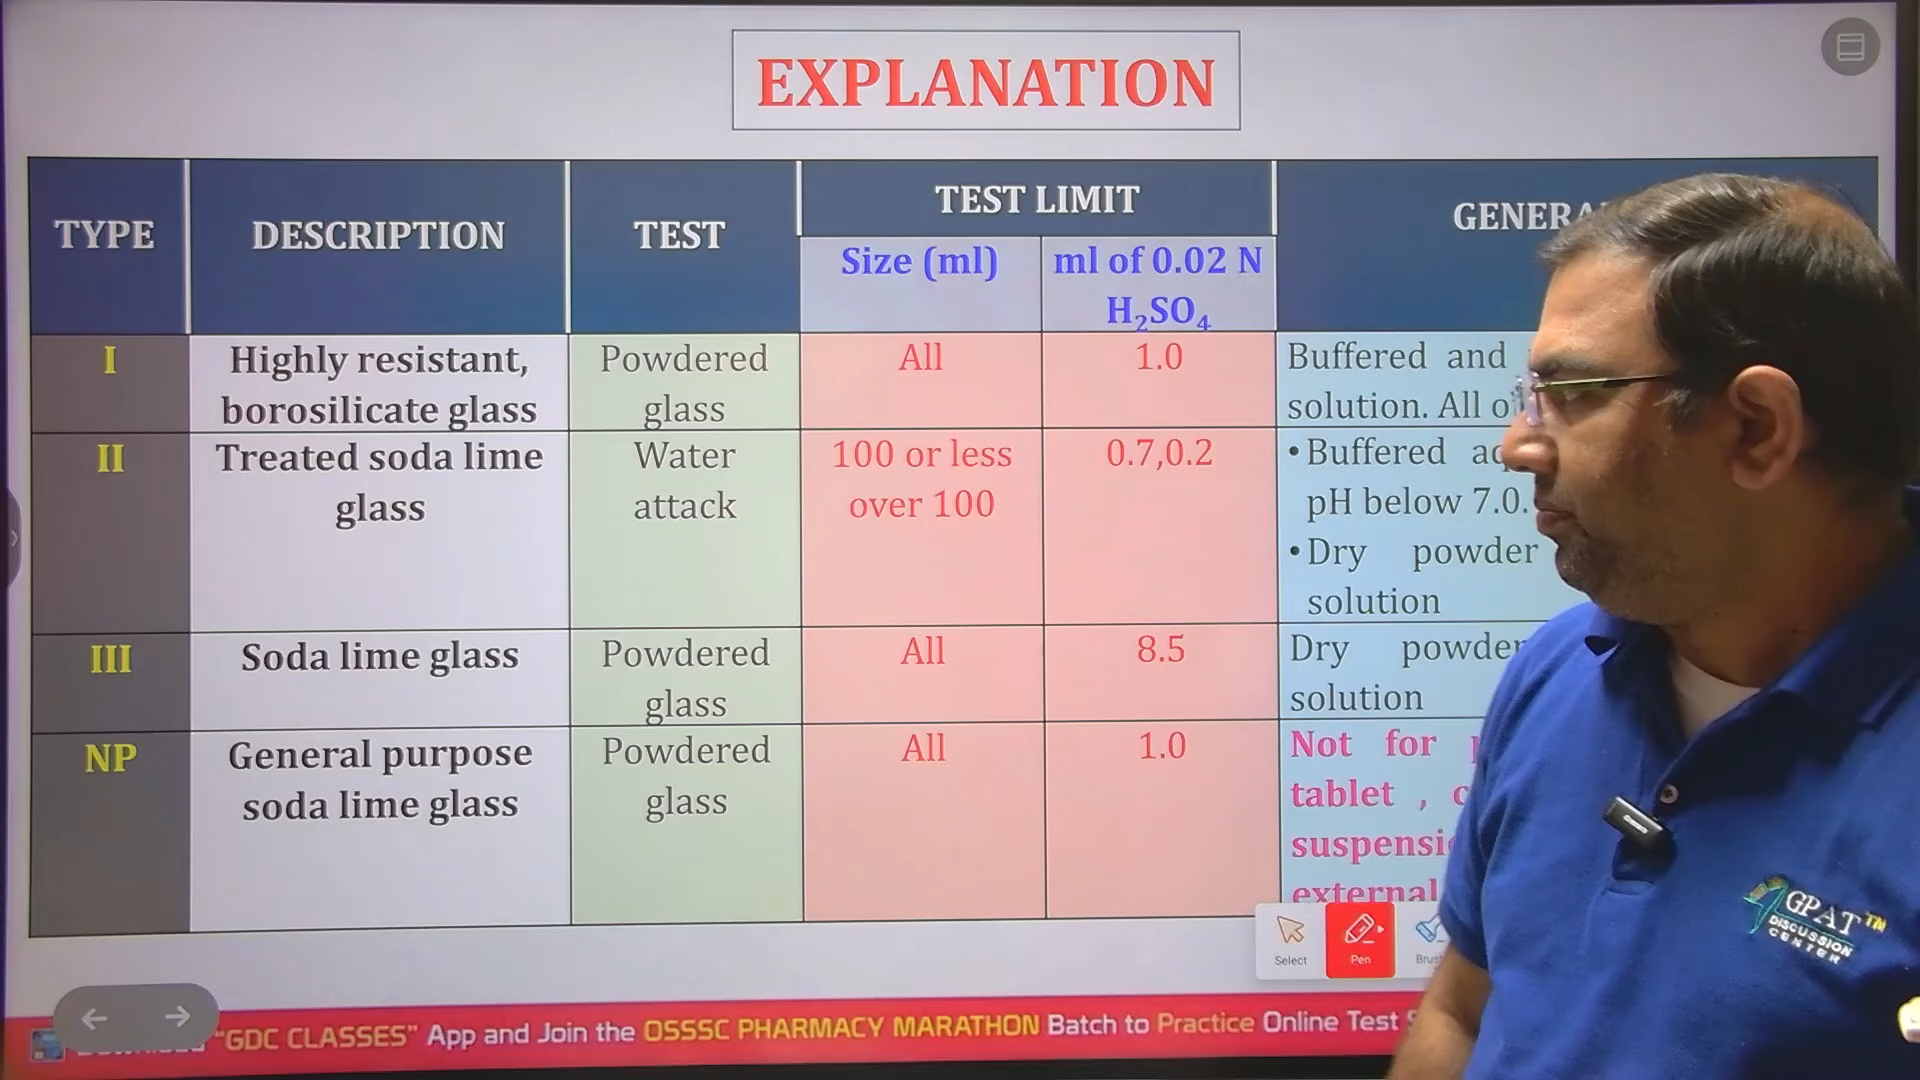 EXPLANATION
TYPE
DESCRIPTION
TEST
TEST LIMIT
Size (ml)
ml of 0.02 N
H₂SO₄
I
Highly resistant,
borosilicate glass
Powdered
glass
All
1.0
Buffered and
solution. All
II
Treated soda lime
glass
Water
attack
100 or less
over 100
0.7,0.2
•Buffered
pH below 7.0.
•Dry powder
solution
III
Soda lime glass
Powdered
glass
All
8.5
Dry
solution
NP
General purpose
soda lime glass
Powdered
glass
All
1.0
Not for
tablet ,
external
Select
Pen
"GDC CLASSES" App and Join the OSSSC PHARMACY MARATHON Batch to Practice Online Test
GPAT™
DISCUSSION
CENTER